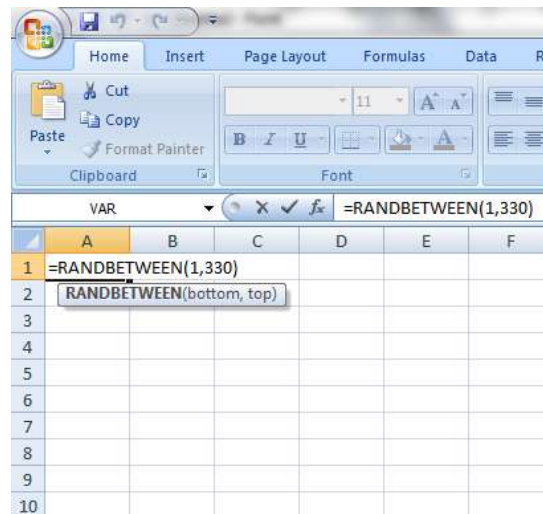 Home Insert Page Layout Formulas Data R
Cut
Copy
Format Painter
Paste
11 A A
B I U A
Clipboard Font
VAR fx =RANDBETWEEN(1,330)
A B C D E F
1 =RANDBETWEEN(1,330)
2 RANDBETWEEN(bottom, top)
3
4
5
6
7
8
9
10